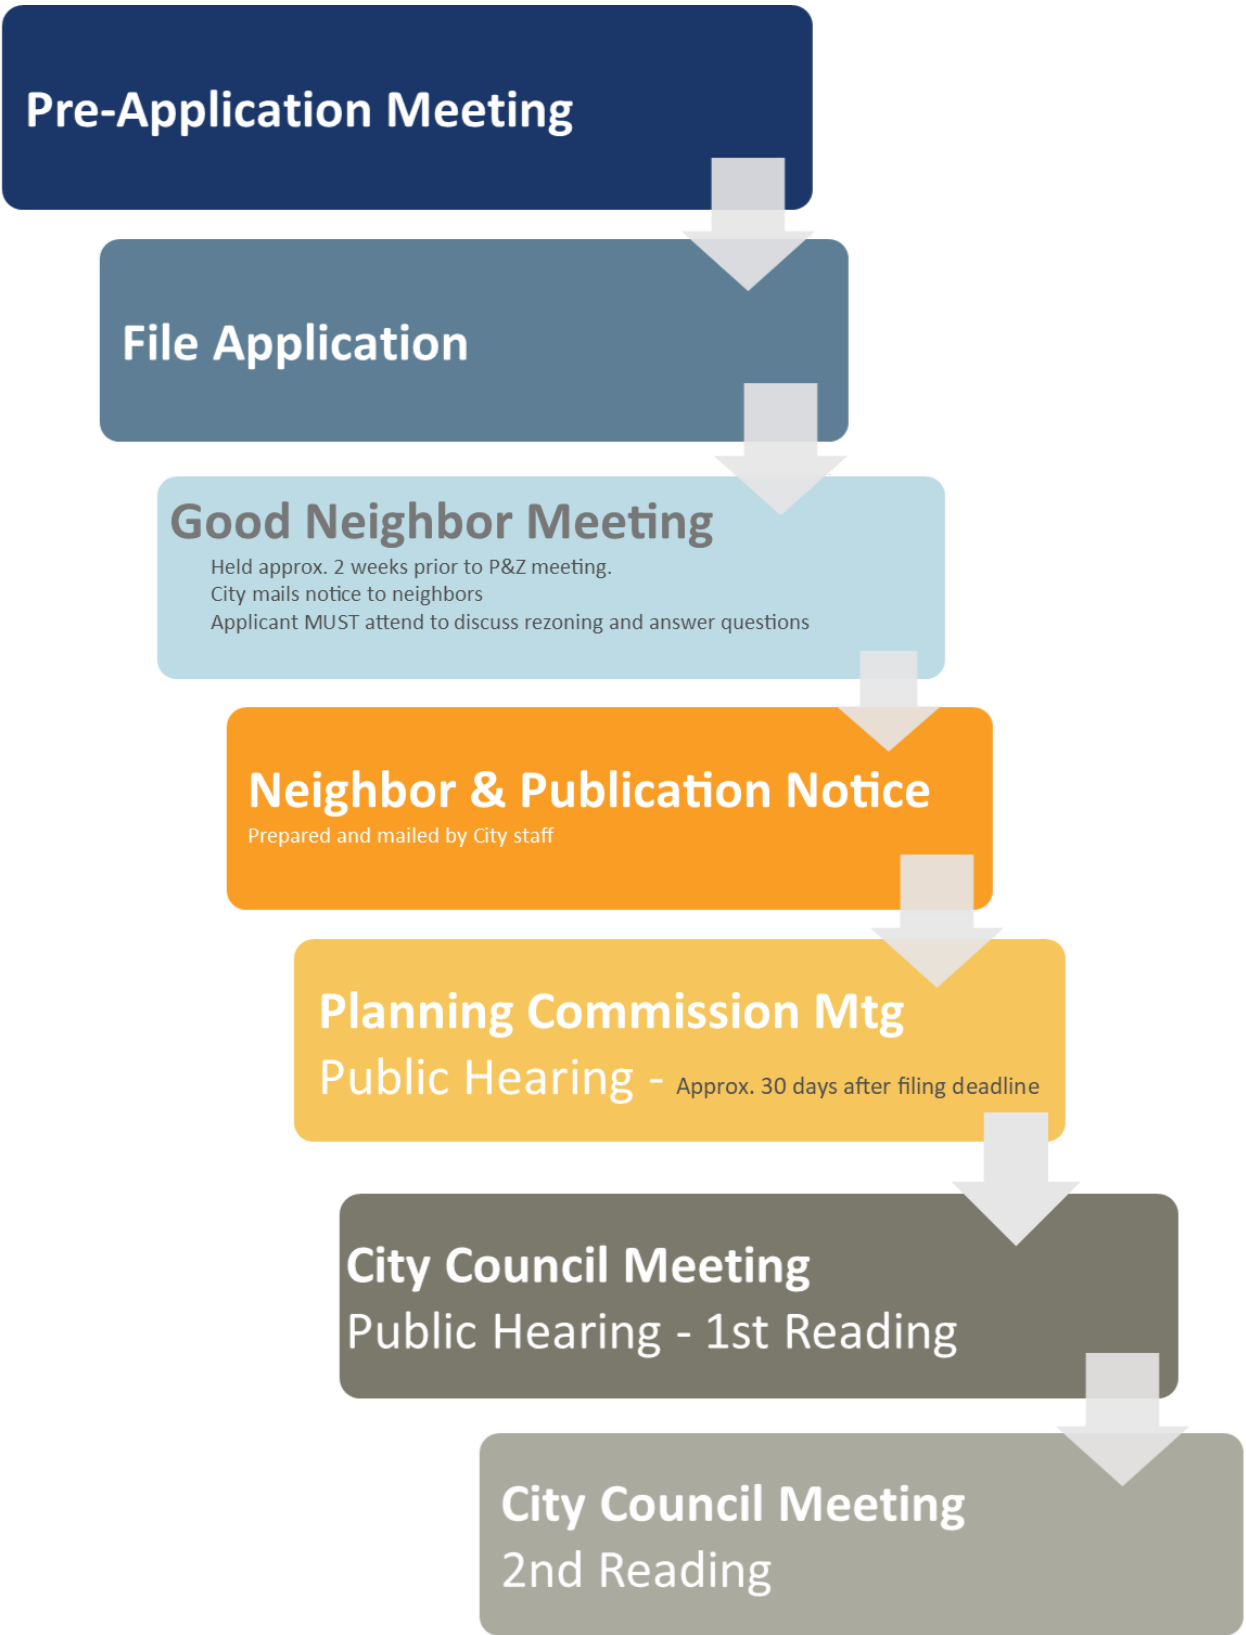 Pre-Application Meeting
File Application
Good Neighbor Meeting
Held approx. 2 weeks prior to P&Z meeting.
City mails notice to neighbors
Applicant MUST attend to discuss rezoning and answer questions
Neighbor & Publication Notice
Prepared and mailed by City staff
Planning Commission Mtg
Public Hearing - Approx. 30 days after filing deadline
City Council Meeting
Public Hearing - 1st Reading
City Council Meeting
2nd Reading